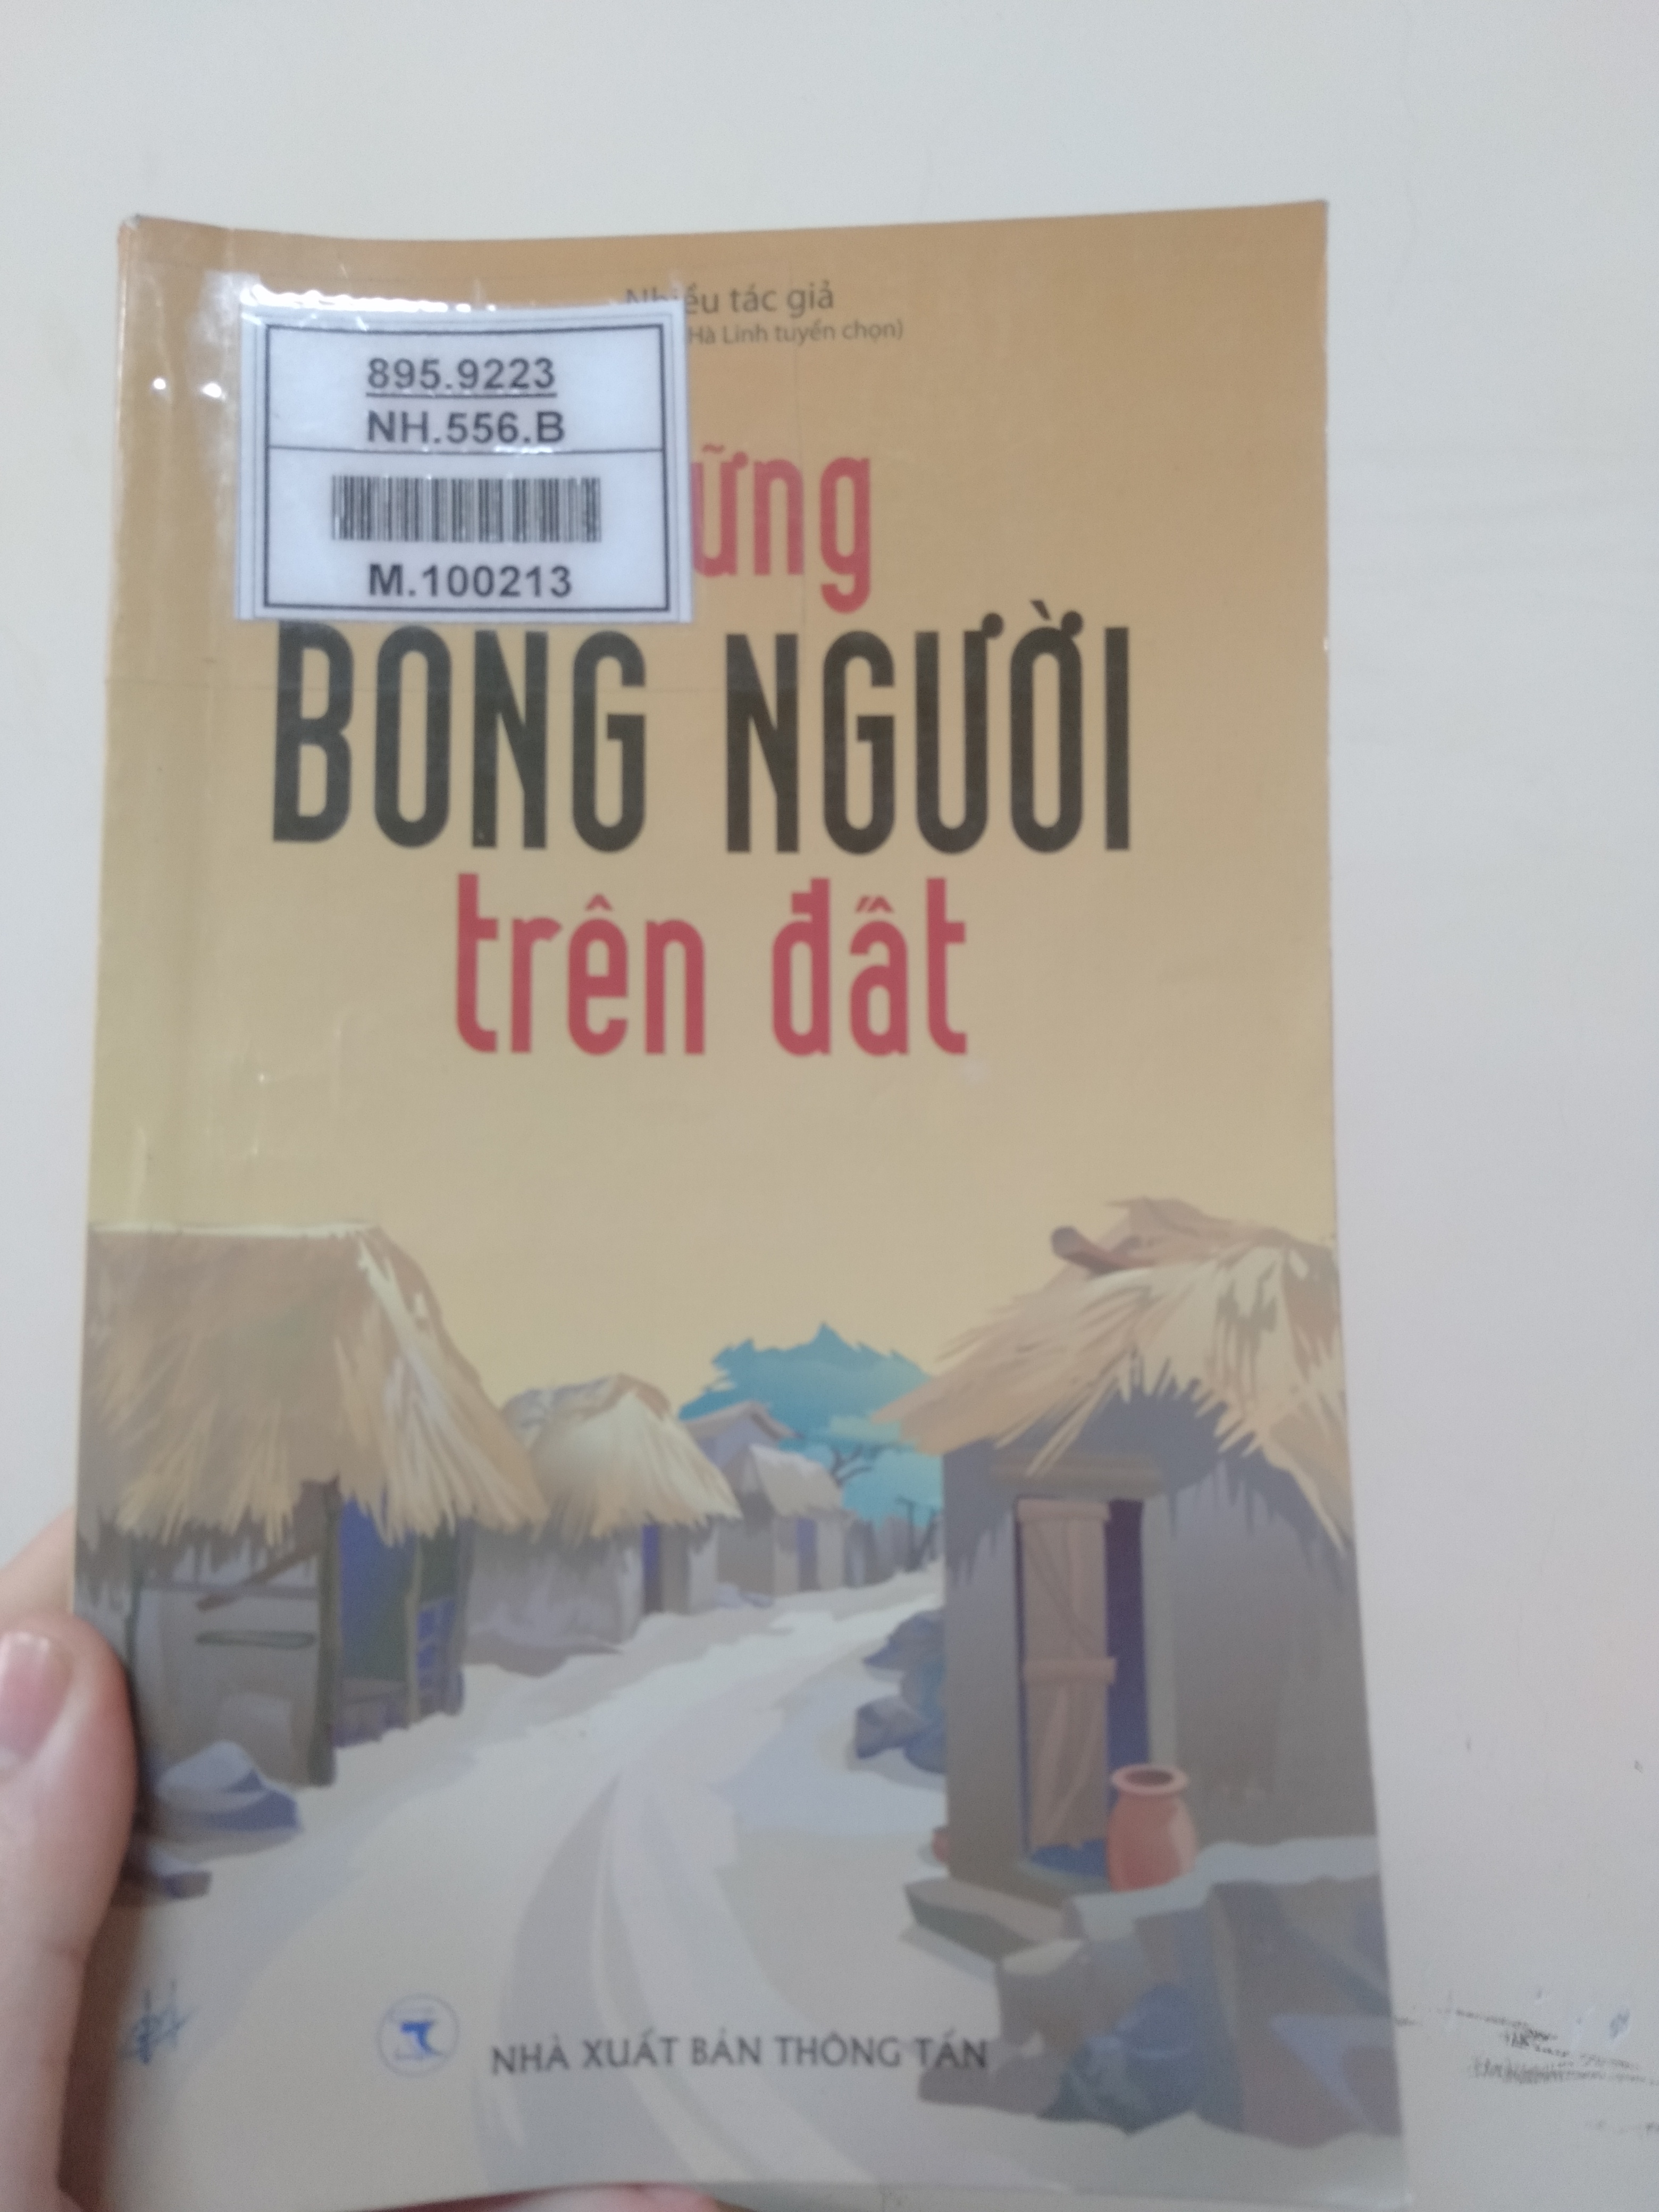 Nhiều tác giả
Hà Linh tuyển chọn)
895.9223
NH.556.B
M.100213
ững
BONG NGƯỜI
trên đất
NHÀ XUẤT BẢN THÔNG TẤN